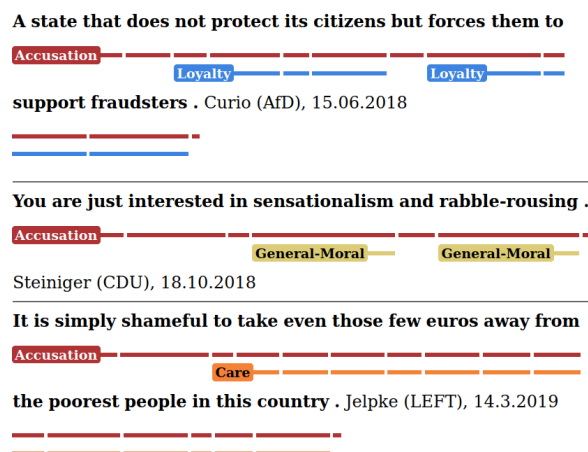 A state that does not protect its citizens but forces them to
Accusation
Loyalty Loyalty
support fraudsters . Curio (AfD), 15.06.2018
You are just interested in sensationalism and rabble-rousing .
Accusation
General-Moral General-Moral
Steiniger (CDU), 18.10.2018
It is simply shameful to take even those few euros away from
Accusation
Care
the poorest people in this country . Jelpke (LEFT), 14.3.2019